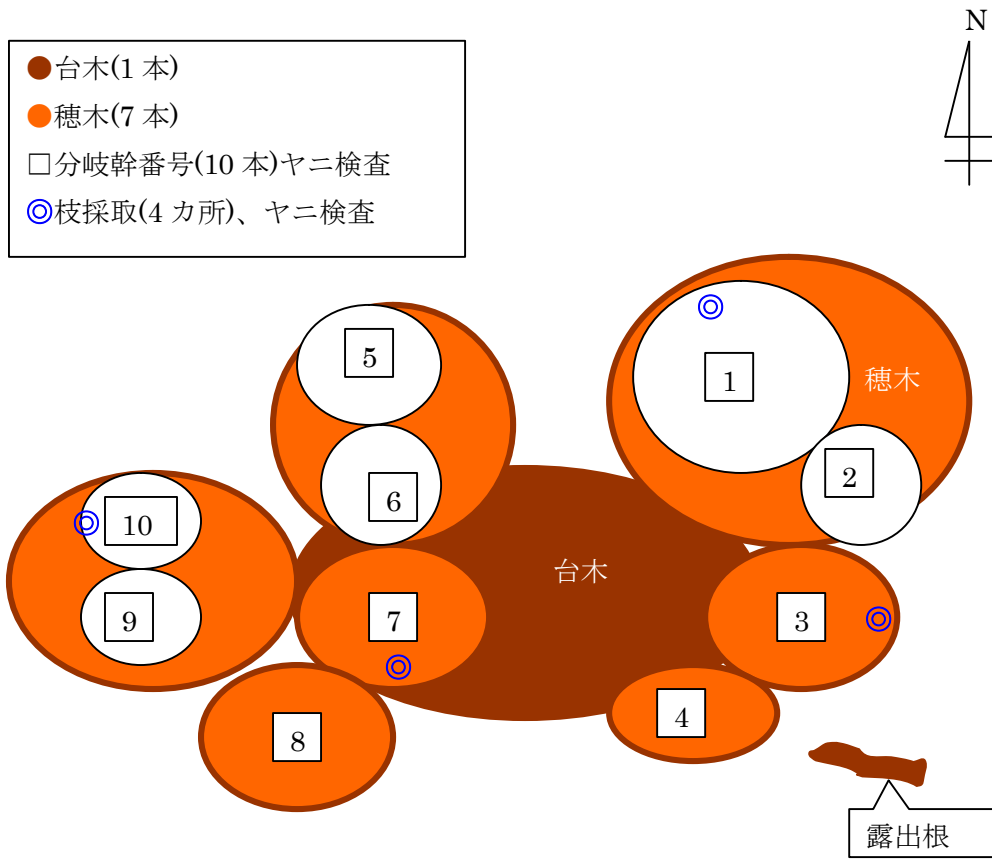 N
●台木(1 本)
●穂木(7 本)
□分岐幹番号(10 本)ヤニ検査
◎枝採取(4 カ所)、ヤニ検査
5
1
穂木
2
6
10
台木
9
7
3
4
8
露出根